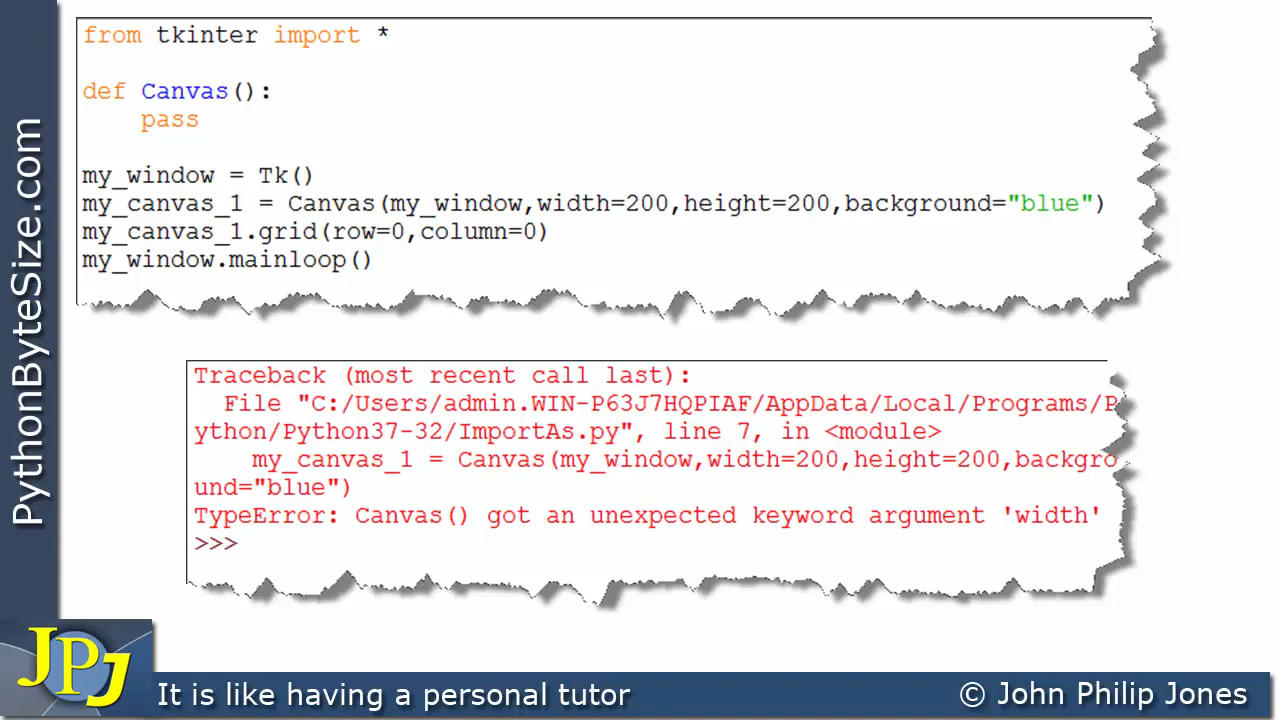 from tkinter import *
def Canvas():
    pass
my_window = Tk()
my_canvas_1 = Canvas(my_window,width=200,height=200,background="blue")
my_canvas_1.grid(row=0,column=0)
my_window.mainloop()
Traceback (most recent call last):
  File "C:/Users/admin.WIN-P63J7HQPIAF/AppData/Local/Programs/P
ython/Python37-32/ImportAs.py", line 7, in <module>
    my_canvas_1 = Canvas(my_window,width=200,height=200,backgro
und="blue")
TypeError: Canvas() got an unexpected keyword argument 'width'
>>>
PythonByteSize.com
JPJ
It is like having a personal tutor
© John Philip Jones